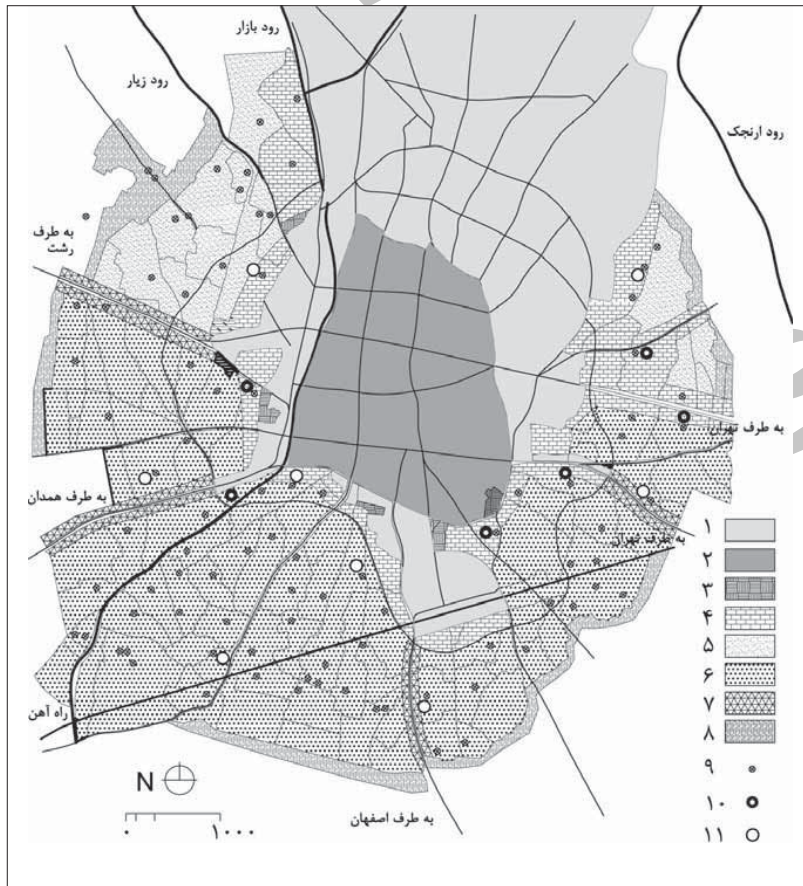 رود بازار
رود زیار
رود ارنجک
به طرف
رشت
به طرف تهران
به طرف همدان
به طرف تهران
راه آهن
به طرف اصفهان
N
۰ ۱۰۰۰
۱
۲
۳
۴
۵
۶
۷
۸
۹
۱۰
۱۱